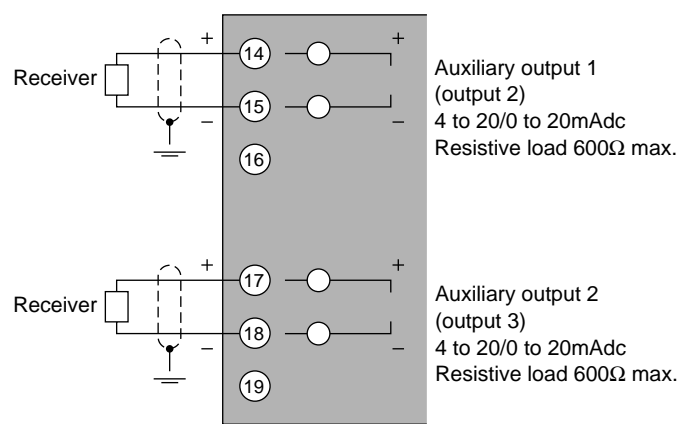 + 14 +
Receiver
15
− −
16
Auxiliary output 1
(output 2)
4 to 20/0 to 20mAdc
Resistive load 600Ω max.
+ 17 +
Receiver
18
− −
19
Auxiliary output 2
(output 3)
4 to 20/0 to 20mAdc
Resistive load 600Ω max.